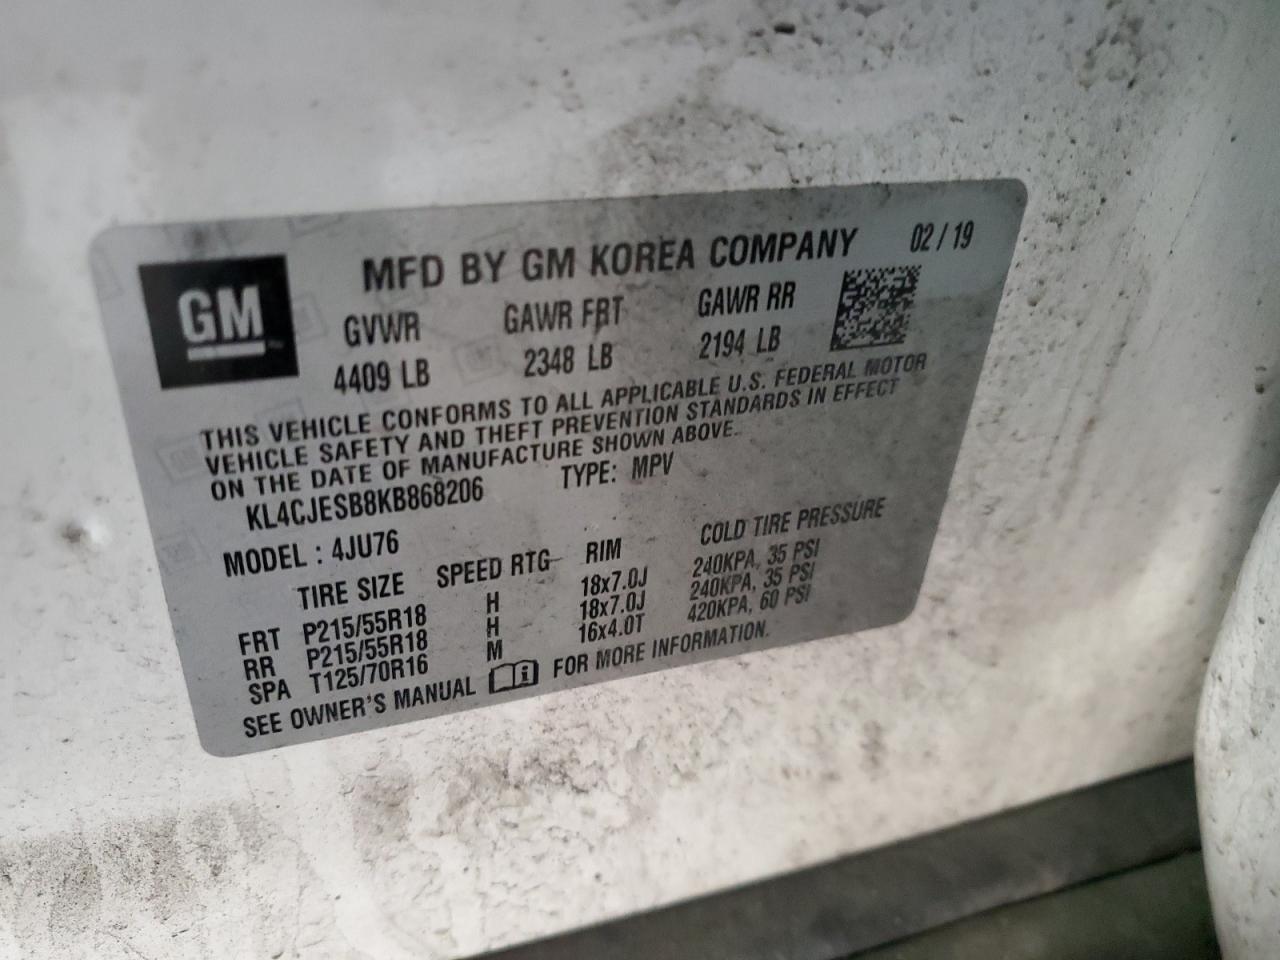 GM
MFD BY GM KOREA COMPANY 02 / 19
GVWR GAWR FRT GAWR RR
4409 LB 2348 LB 2194 LB
THIS VEHICLE CONFORMS TO ALL APPLICABLE U.S. FEDERAL MOTOR
VEHICLE SAFETY AND THEFT PREVENTION STANDARDS IN EFFECT
ON THE DATE OF MANUFACTURE SHOWN ABOVE.
KL4CJESB8KB868206 TYPE: MPV
MODEL : 4JU76
TIRE SIZE SPEED RTG RIM COLD TIRE PRESSURE
FRT P215/55R18 H 18x7.0J 240KPA, 35 PSI
RR P215/55R18 H 18x7.0J 240KPA, 35 PSI
SPA T125/70R16 M 16x4.0T 420KPA, 60 PSI
SEE OWNER'S MANUAL i FOR MORE INFORMATION.